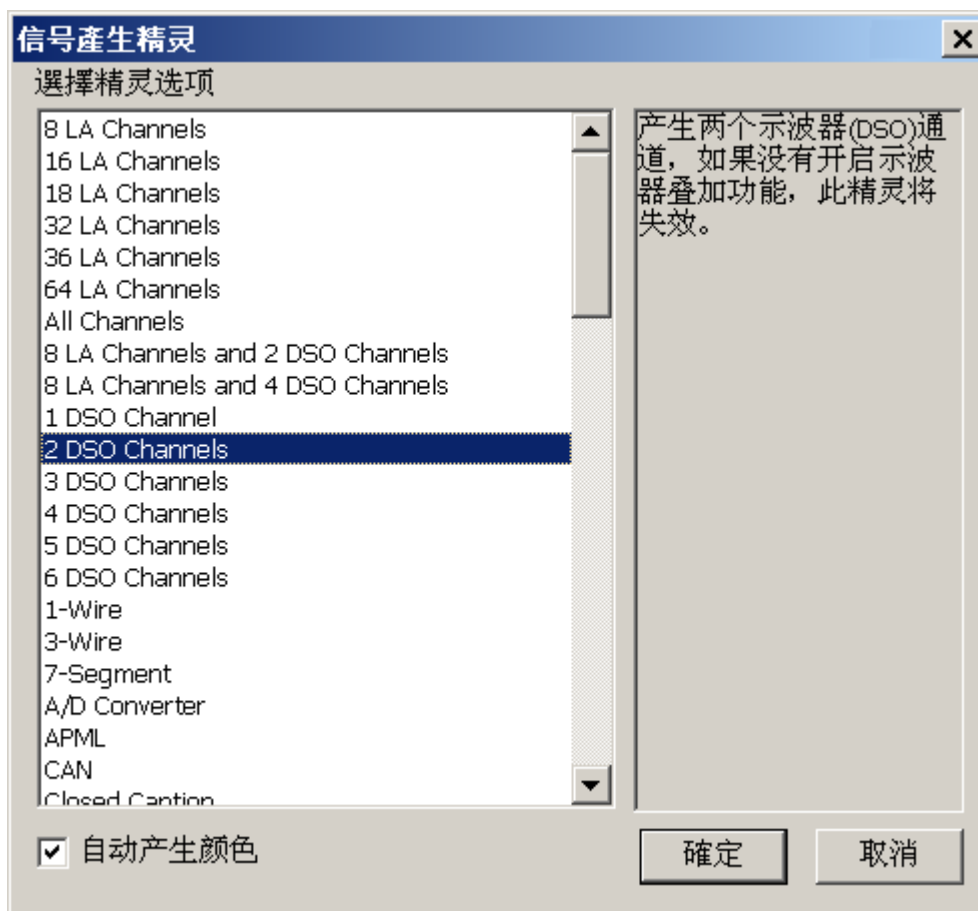 信号產生精灵
選擇精灵选项
8 LA Channels
16 LA Channels
18 LA Channels
32 LA Channels
36 LA Channels
64 LA Channels
All Channels
8 LA Channels and 2 DSO Channels
8 LA Channels and 4 DSO Channels
1 DSO Channel
2 DSO Channels
3 DSO Channels
4 DSO Channels
5 DSO Channels
6 DSO Channels
1-Wire
3-Wire
7-Segment
A/D Converter
APML
CAN
Closed Caption
产生两个示波器(DSO)通
道，如果没有开启示波
器叠加功能，此精灵将
失效。
自动产生颜色
確定
取消